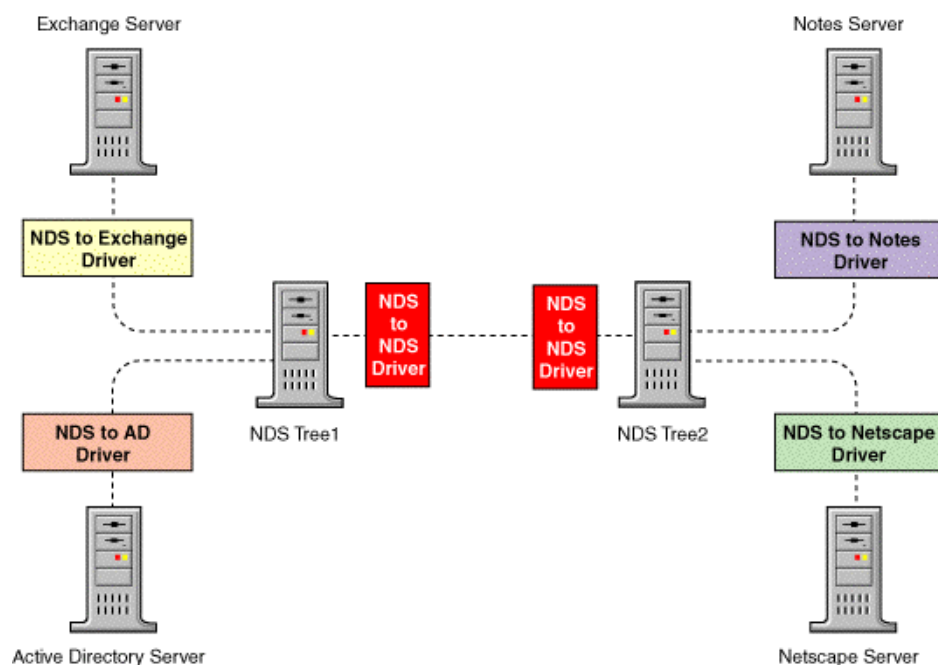 Exchange Server
Notes Server
NDS to Exchange
Driver
NDS to Notes
Driver
NDS
to
NDS
Driver
NDS
to
NDS
Driver
NDS Tree1
NDS Tree2
NDS to AD
Driver
NDS to Netscape
Driver
Active Directory Server
Netscape Server